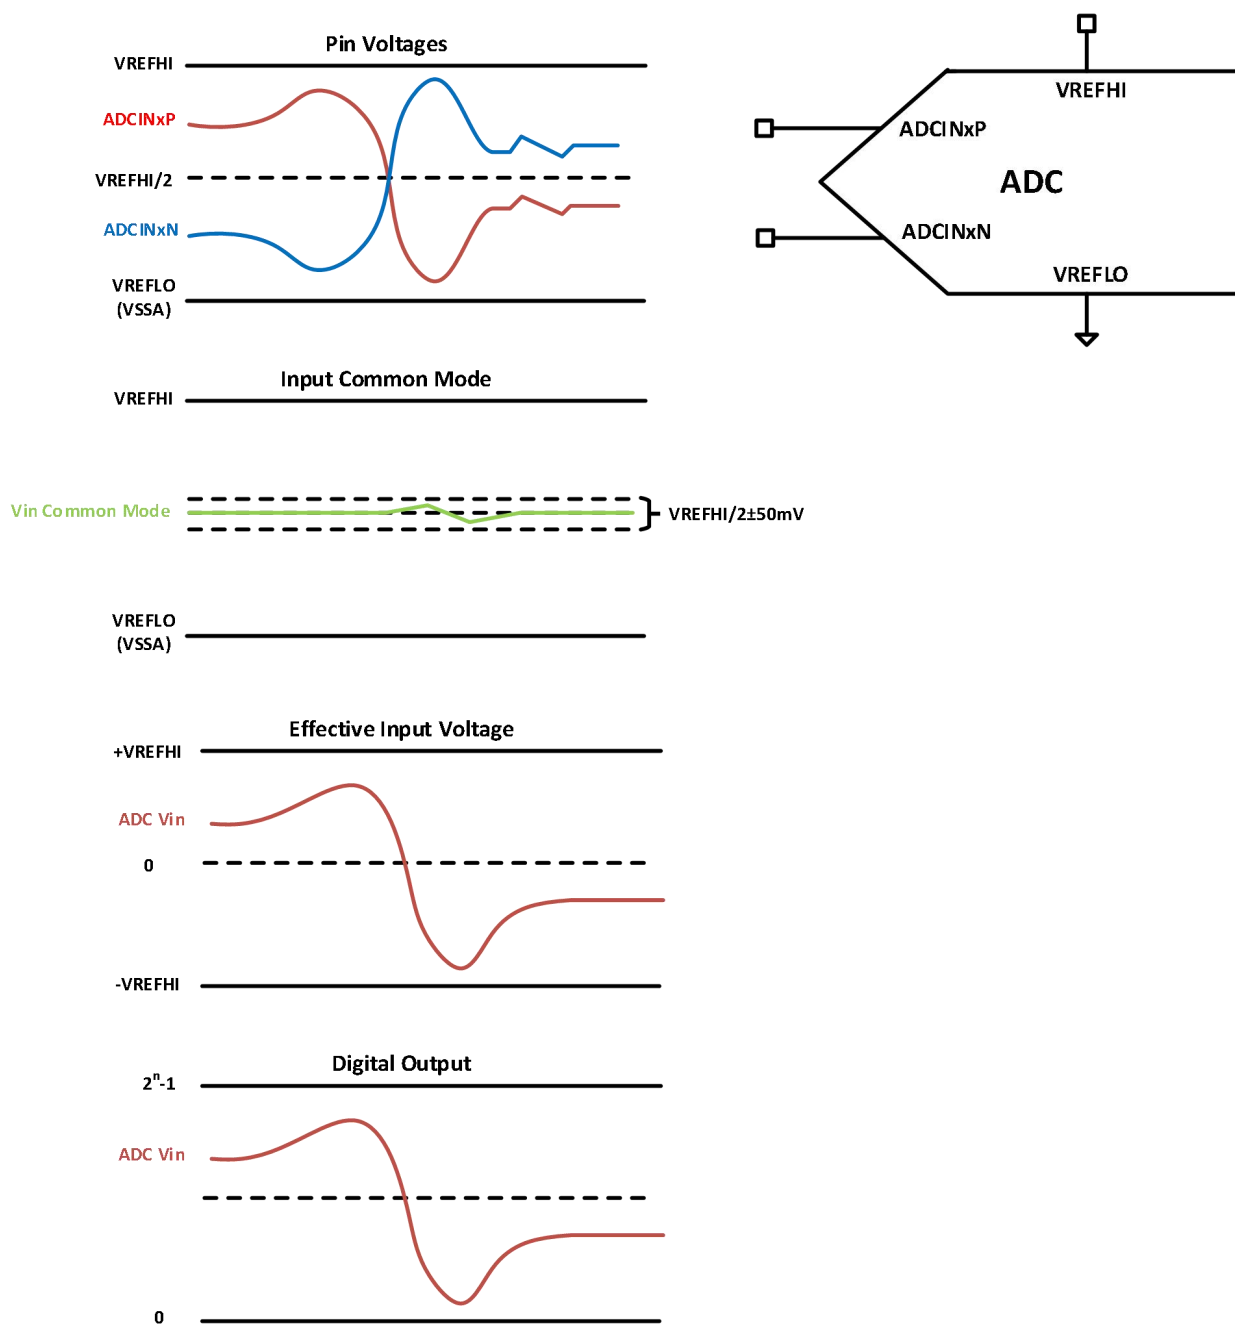 Pin Voltages
VREFHI
ADCINxP
VREFHI/2
ADCINxN
VREFLO
(VSSA)
VREFHI
ADCINxP
ADC
ADCINxN
VREFLO
Input Common Mode
VREFHI
Vin Common Mode
VREFHI/2±50mV
VREFLO
(VSSA)
Effective Input Voltage
+VREFHI
ADC Vin
0
-VREFHI
Digital Output
2ⁿ-1
ADC Vin
0